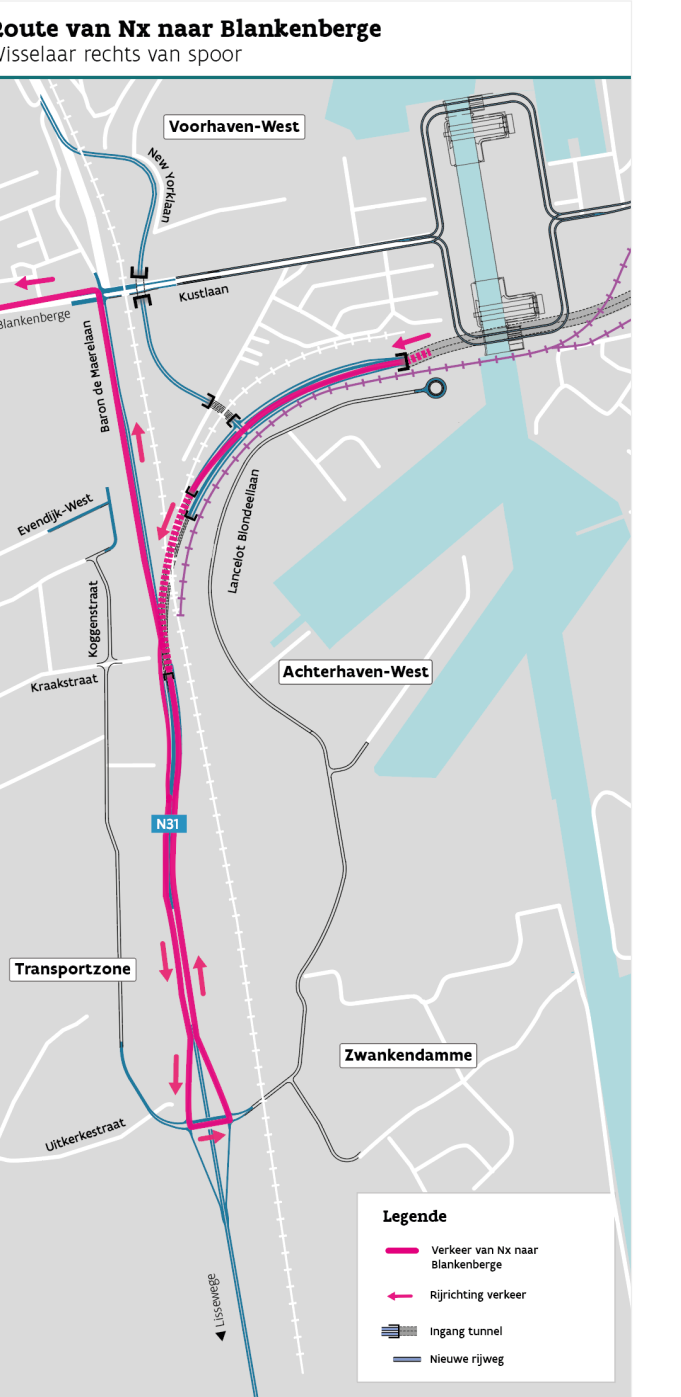 oute van Nx naar Blankenberge
isselaar rechts van spoor
Voorhaven-West
New Yorklaan
Kustlaan
Blankenberge
Baron de Maerelaan
Evendijk-West
Lancelot Blondeellaan
Koggenstraat
Kraakstraat
Achterhaven-West
N31
Transportzone
Zwankendamme
Uitkerkestraat
Lissewege
Legende
Verkeer van Nx naar
Blankenberge
Rijrichting verkeer
Ingang tunnel
Nieuwe rijweg